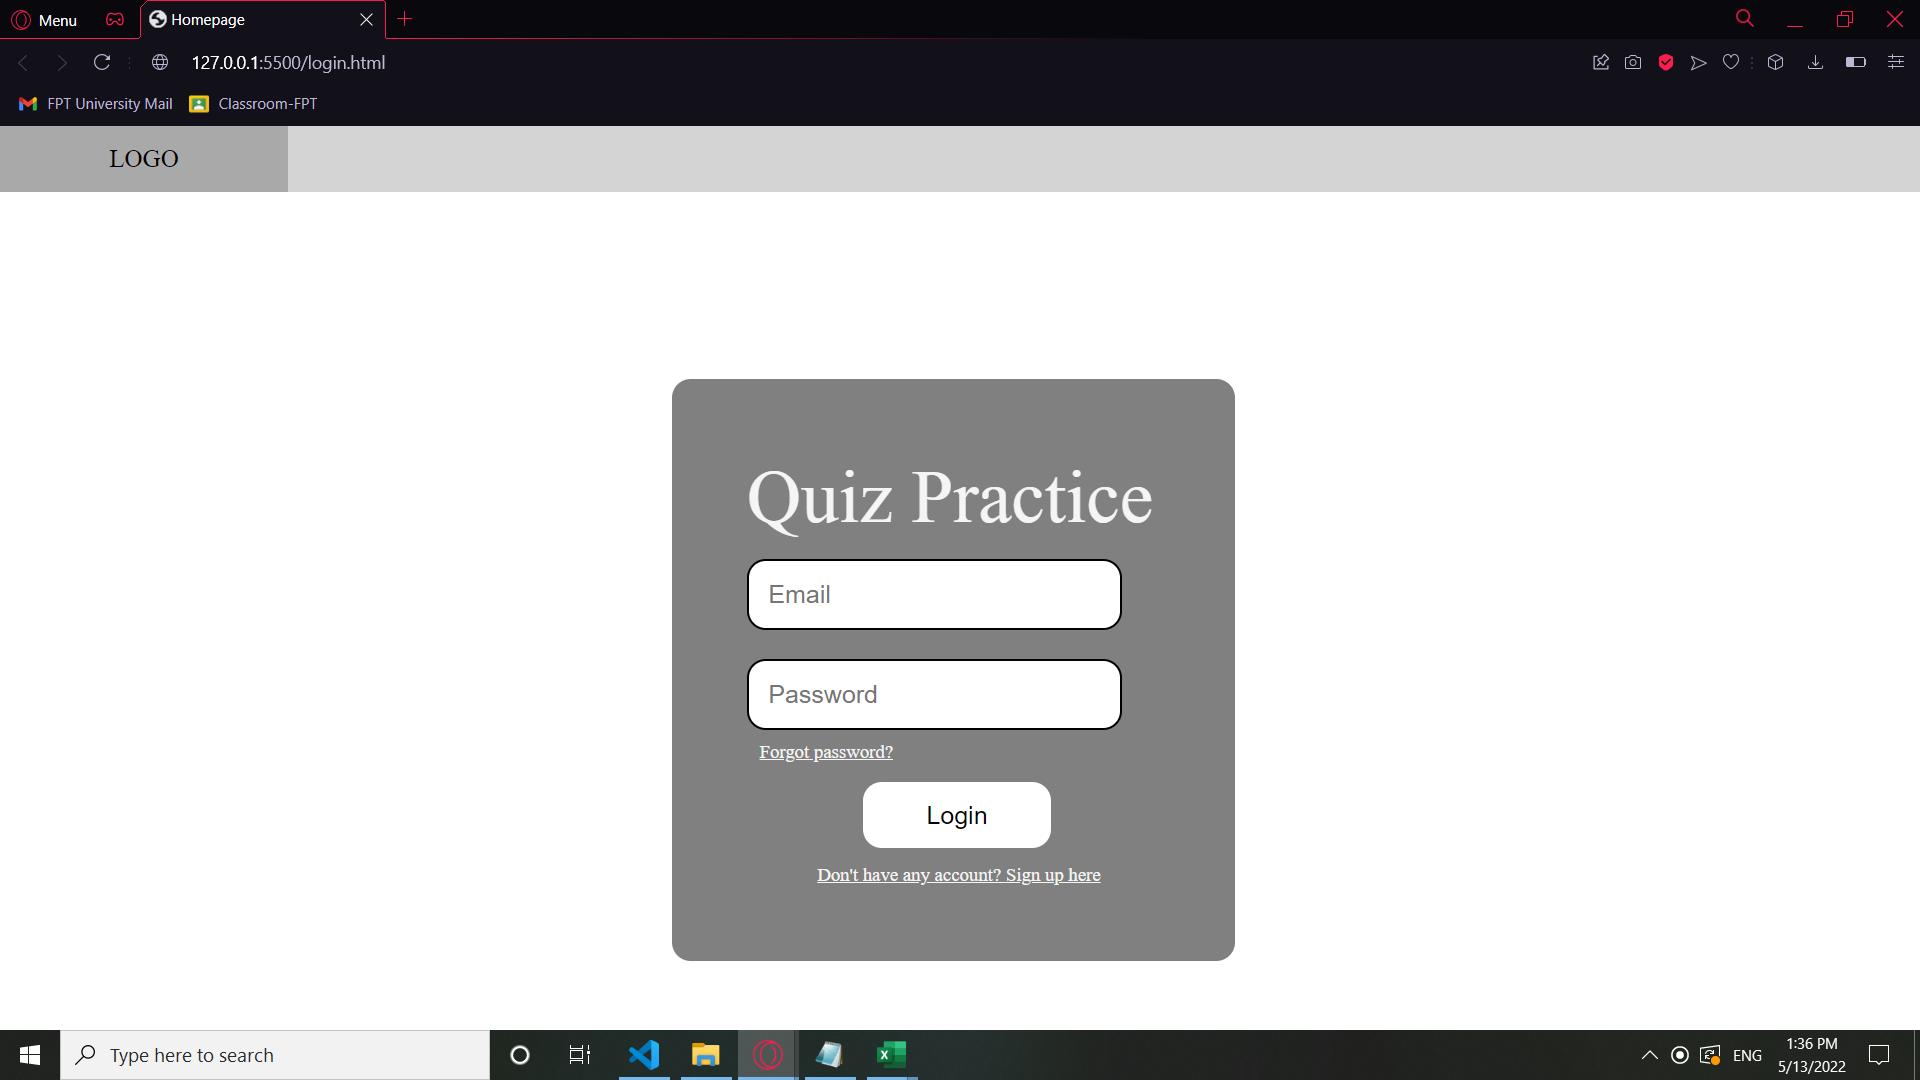 Menu
Homepage
127.0.0.1:5500/login.html
FPT University Mail
Classroom-FPT
LOGO
Quiz Practice
Email
Password
Forgot password?
Login
Don't have any account? Sign up here
Type here to search
ENG
1:36 PM
5/13/2022